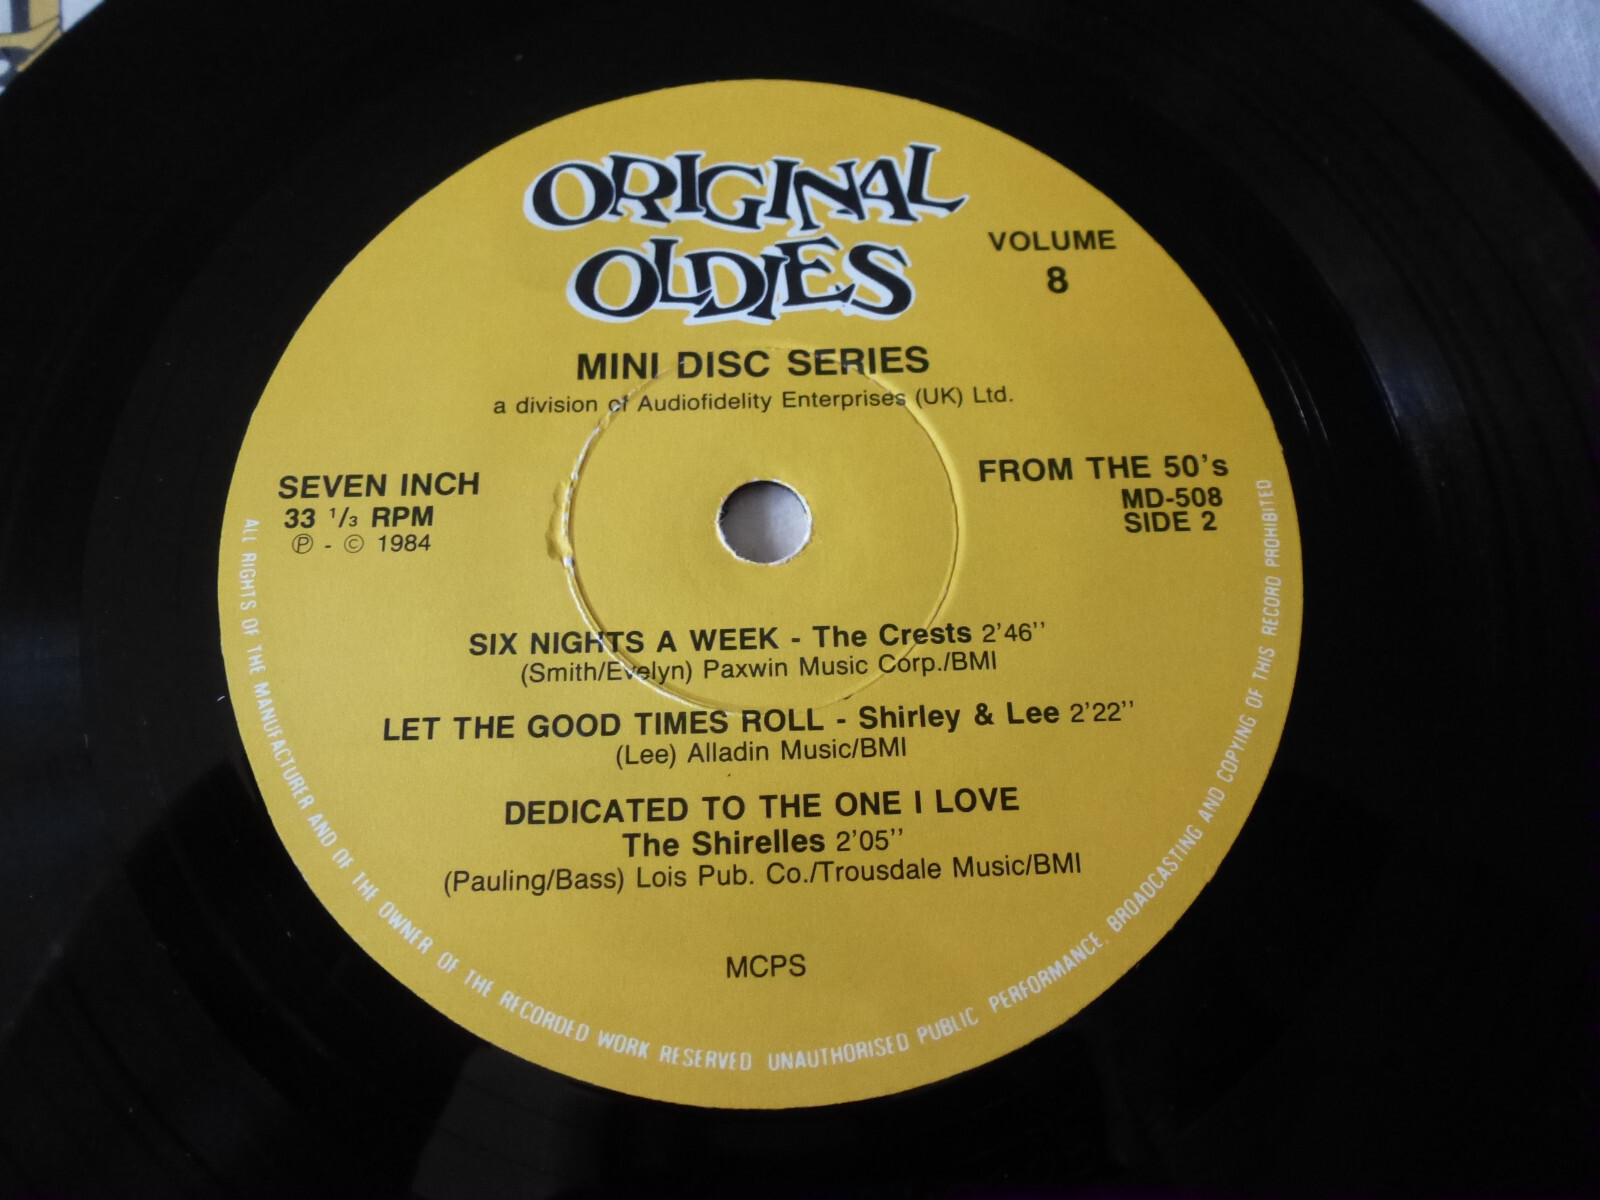 ORIGINAL
OLDIES
VOLUME
8
MINI DISC SERIES
a division of Audiofidelity Enterprises (UK) Ltd.
SEVEN INCH
33 1/3 RPM
Ⓟ - © 1984
FROM THE 50's
MD-508
SIDE 2
SIX NIGHTS A WEEK - The Crests 2'46''
(Smith/Evelyn) Paxwin Music Corp./BMI
LET THE GOOD TIMES ROLL - Shirley & Lee 2'22''
(Lee) Alladin Music/BMI
DEDICATED TO THE ONE I LOVE
The Shirelles 2'05''
(Pauling/Bass) Lois Pub. Co./Trousdale Music/BMI
MCPS
ALL RIGHTS OF THE MANUFACTURER AND OF THE OWNER OF THE RECORDED WORK RESERVED UNAUTHORISED PUBLIC PERFORMANCE. BROADCASTING AND COPYING OF THIS RECORD PROHIBITED